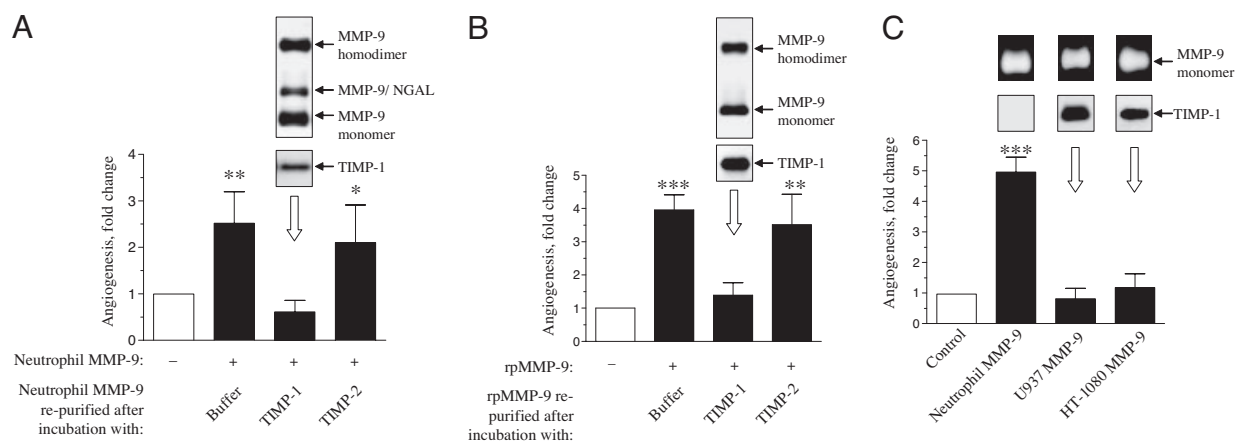 A
MMP-9
homodimer
MMP-9/ NGAL
MMP-9
monomer
TIMP-1
Angiogenesis, fold change
4
3
2
1
0
**
*
Neutrophil MMP-9:
– + + +
Neutrophil MMP-9
re-purified after
incubation with:
Buffer
TIMP-1
TIMP-2
B
MMP-9
homodimer
MMP-9
monomer
TIMP-1
Angiogenesis, fold change
5
4
3
2
1
0
***
**
rpMMP-9:
– + + +
rpMMP-9 re-
purified after
incubation with:
Buffer
TIMP-1
TIMP-2
C
MMP-9
monomer
TIMP-1
Angiogenesis, fold change
6
5
4
3
2
1
0
***
Control
Neutrophil MMP-9
U937 MMP-9
HT-1080 MMP-9